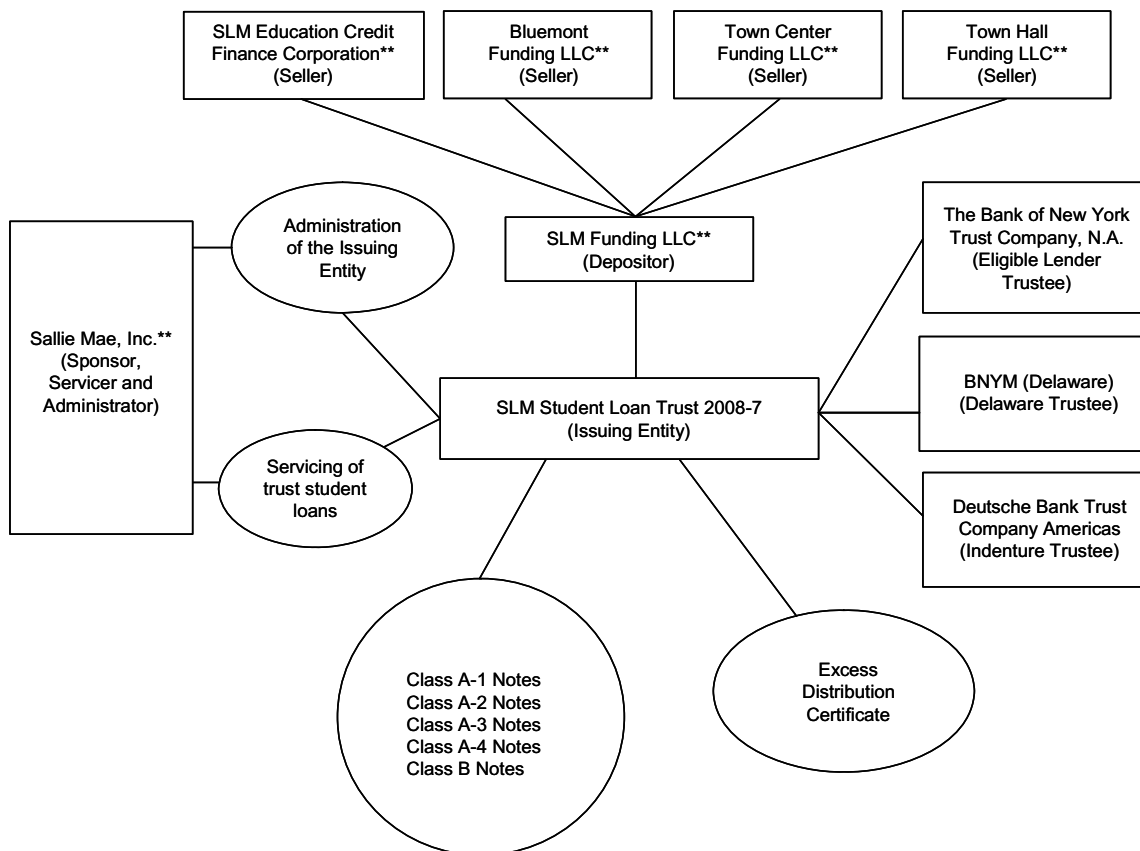 SLM Education Credit
Finance Corporation**
(Seller)
Bluemont
Funding LLC**
(Seller)
Town Center
Funding LLC**
(Seller)
Town Hall
Funding LLC**
(Seller)
Administration
of the Issuing
Entity
SLM Funding LLC**
(Depositor)
The Bank of New York
Trust Company, N.A.
(Eligible Lender
Trustee)
Sallie Mae, Inc.**
(Sponsor,
Servicer and
Administrator)
SLM Student Loan Trust 2008-7
(Issuing Entity)
BNYM (Delaware)
(Delaware Trustee)
Servicing of
trust student
loans
Deutsche Bank Trust
Company Americas
(Indenture Trustee)
Class A-1 Notes
Class A-2 Notes
Class A-3 Notes
Class A-4 Notes
Class B Notes
Excess
Distribution
Certificate